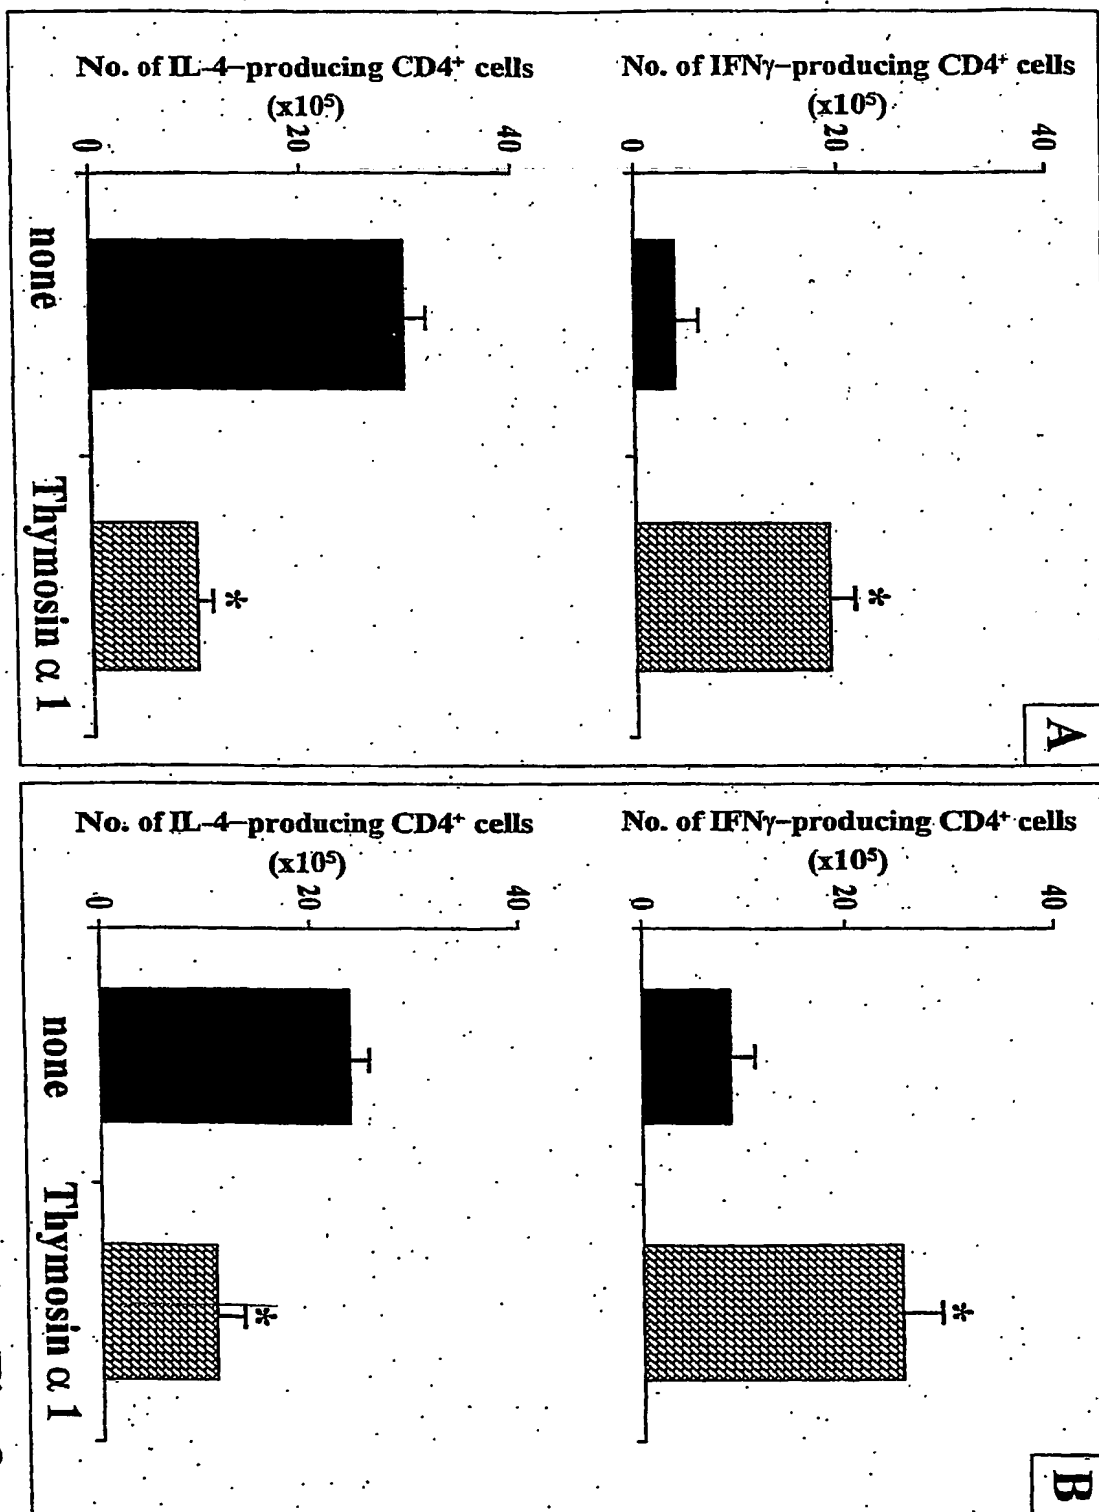 A
No. of IFNγ–producing CD4⁺ cells
(x10⁵)
40
20
0
No. of IL-4–producing CD4⁺ cells
(x10⁵)
40
20
0
none
Thymosin α 1
*
*
B
No. of IFNγ–producing CD4⁺ cells
(x10⁵)
40
20
0
No. of IL-4–producing CD4⁺ cells
(x10⁵)
40
20
0
none
Thymosin α 1
*
*